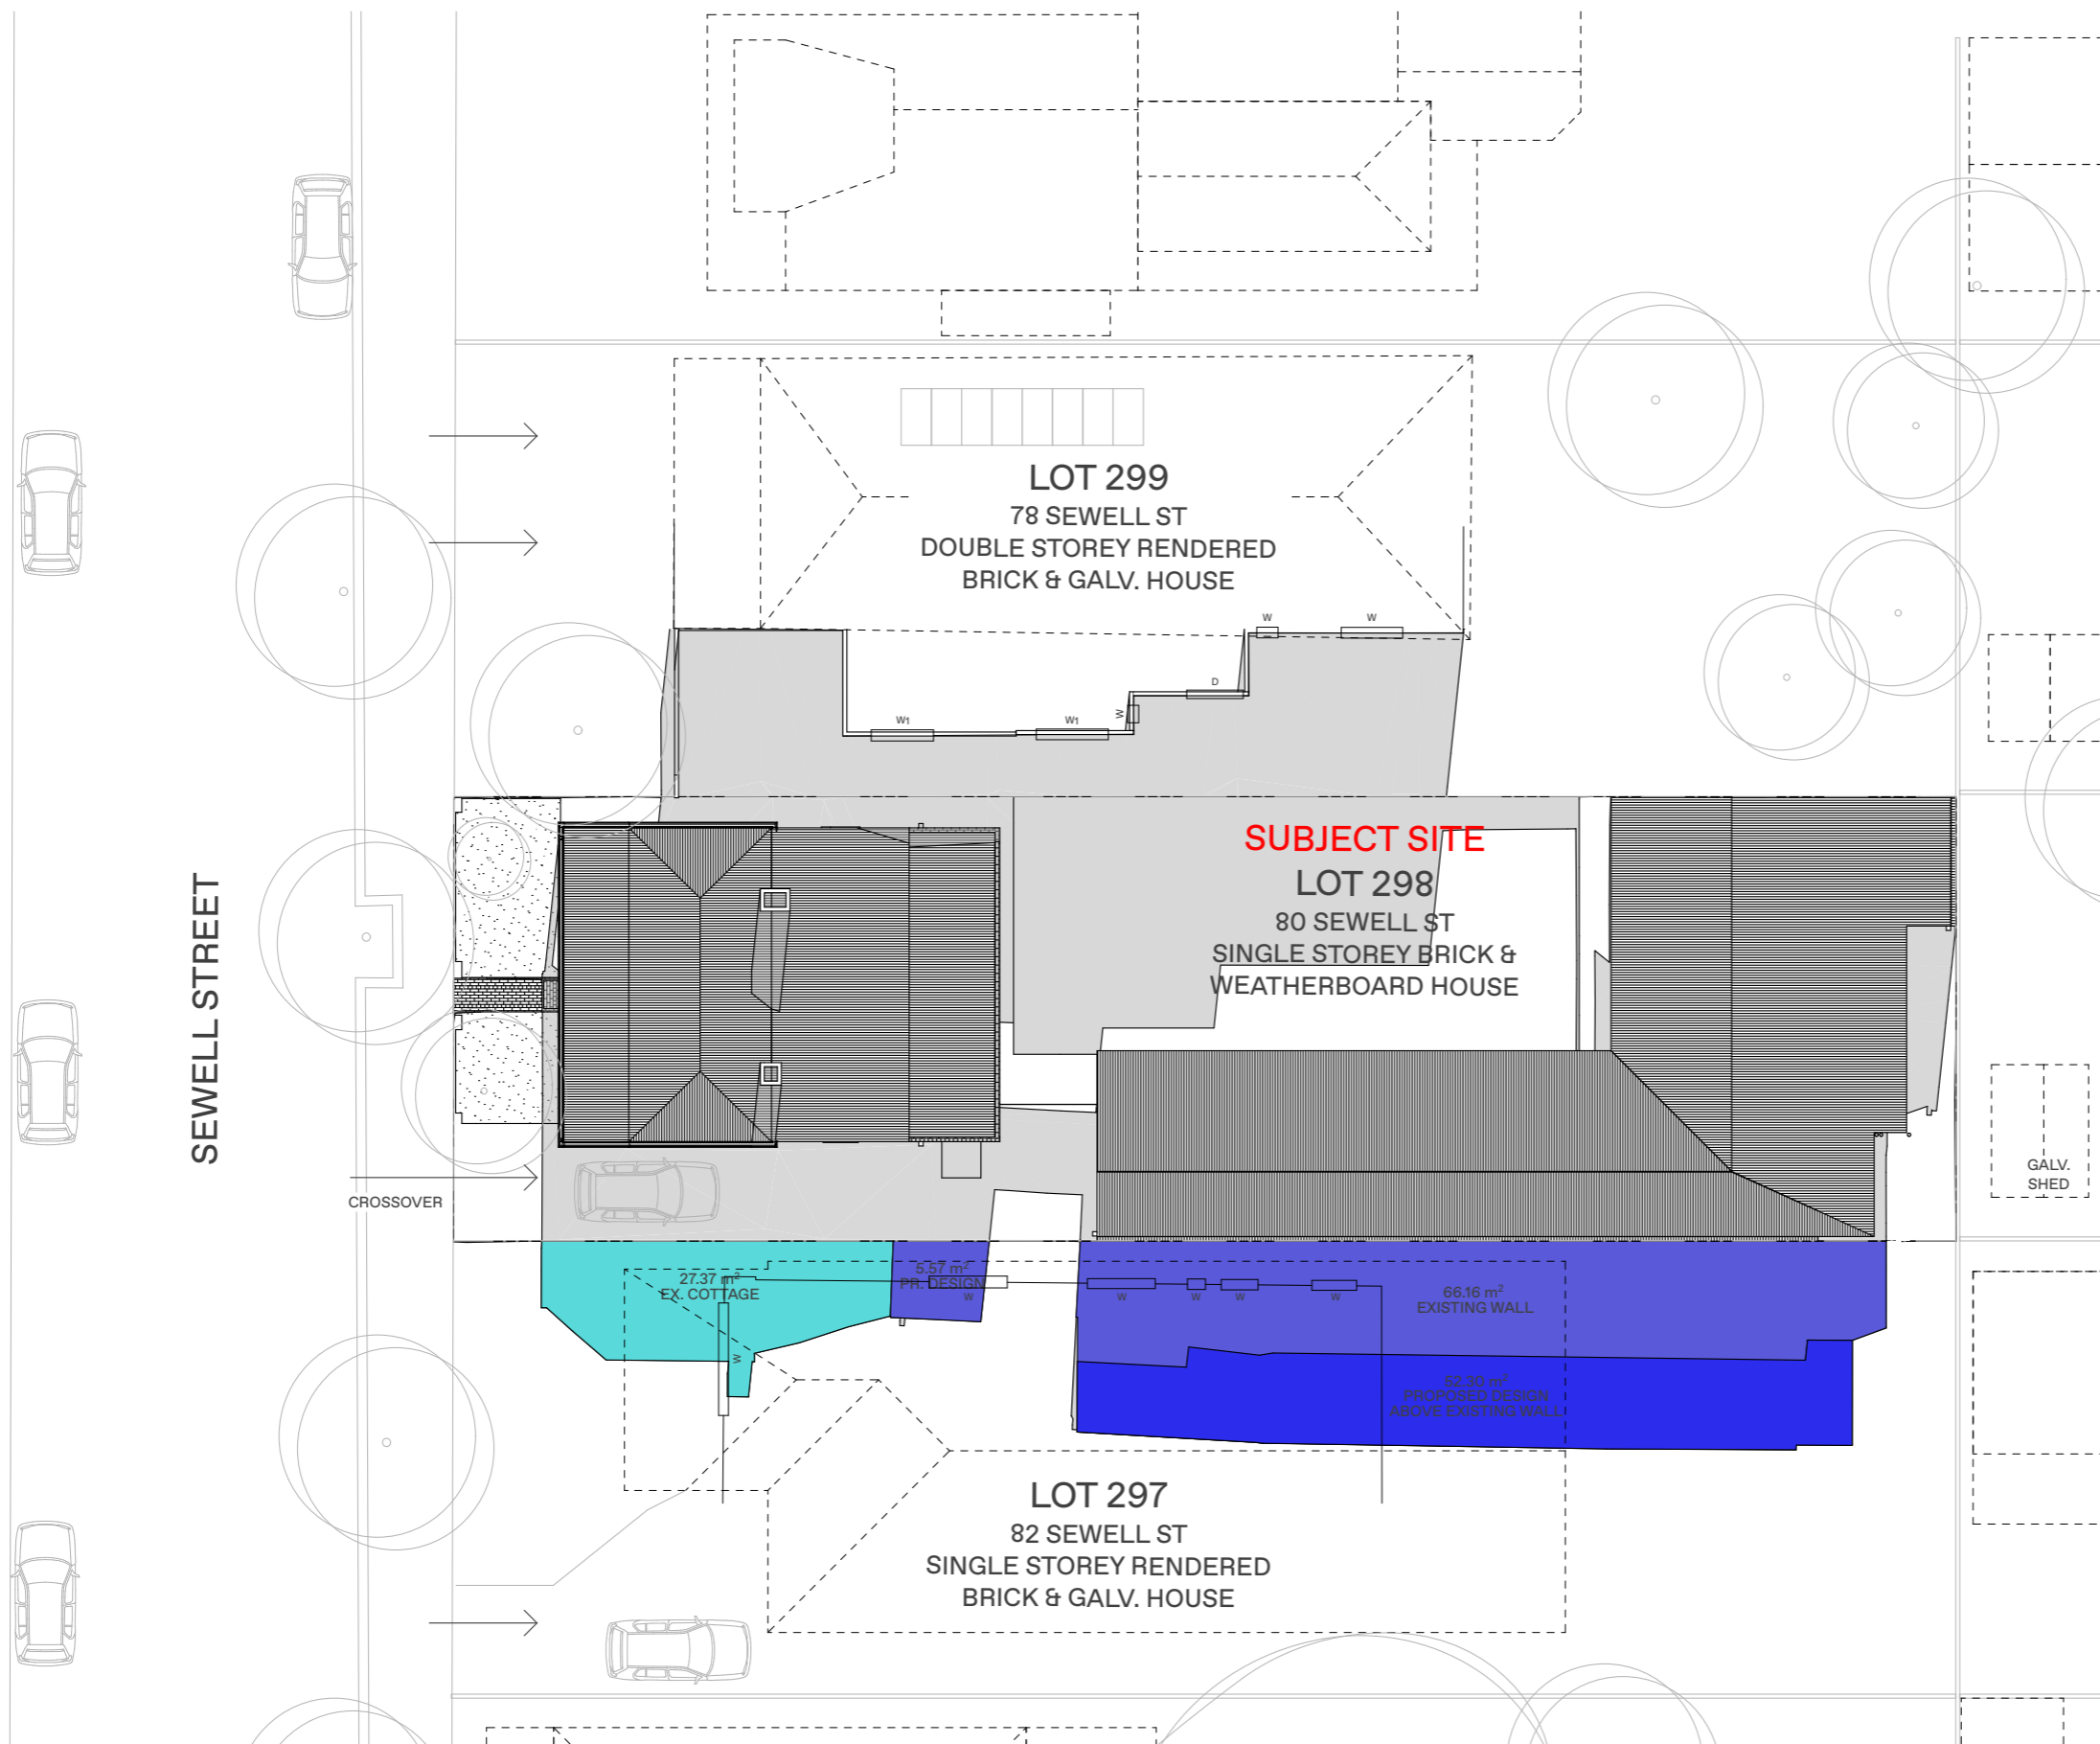 LOT 299
78 SEWELL ST
DOUBLE STOREY RENDERED
BRICK & GALV. HOUSE
W
W
D
W
W1
W1
SUBJECT SITE
LOT 298
80 SEWELL ST
SINGLE STOREY BRICK &
WEATHERBOARD HOUSE
SEWELL STREET
CROSSOVER
GALV.
SHED
27.37 m²
EX. COTTAGE
5.57 m²
PR. DESIGN
W
W
W
W
W
W
66.16 m²
EXISTING WALL
52.30 m²
PROPOSED DESIGN
ABOVE EXISTING WALL
LOT 297
82 SEWELL ST
SINGLE STOREY RENDERED
BRICK & GALV. HOUSE